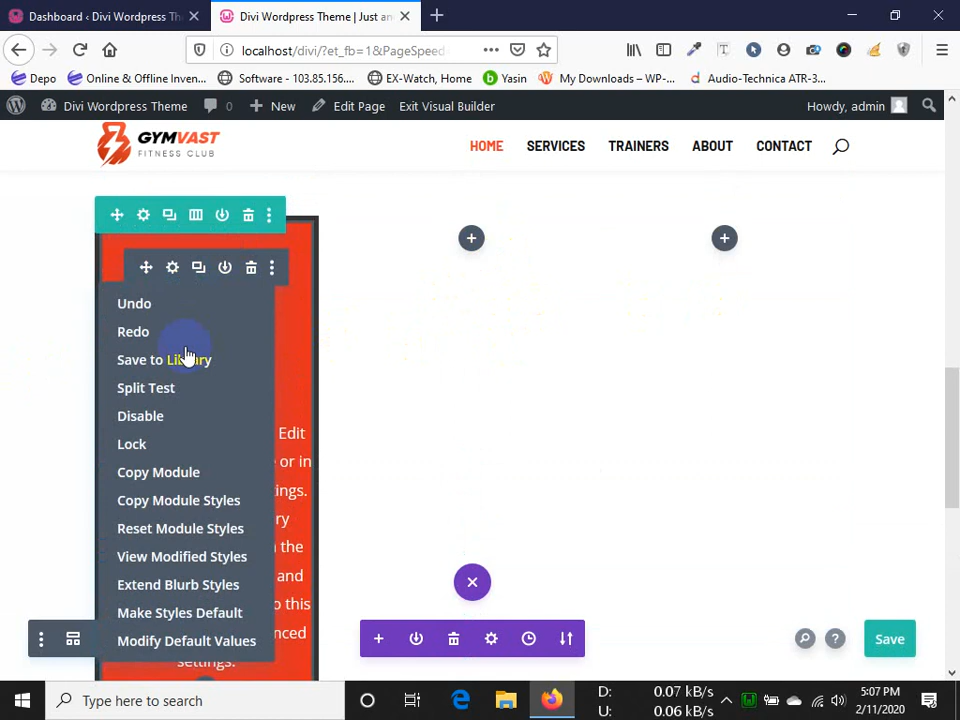 Dashboard ‹ Divi Wordpress Th
Divi Wordpress Theme | Just an
localhost/divi/?et_fb=1&PageSpeed
Depo
Online & Offline Inven...
Software - 103.85.156....
EX-Watch, Home
Yasin
My Downloads – WP-...
Audio-Technica ATR-3...
Divi Wordpress Theme
0
New
Edit Page
Exit Visual Builder
Howdy, admin
GYMVAST
FITNESS CLUB
HOME
SERVICES
TRAINERS
ABOUT
CONTACT
Undo
Redo
Save to Library
Split Test
Disable
Lock
Copy Module
Copy Module Styles
Reset Module Styles
View Modified Styles
Extend Blurb Styles
Make Styles Default
Modify Default Values
Edit
or in
ings.
the
and
this
settings.
Save
Type here to search
D: 0.07 kB/s
U: 0.06 kB/s
5:07 PM
2/11/2020